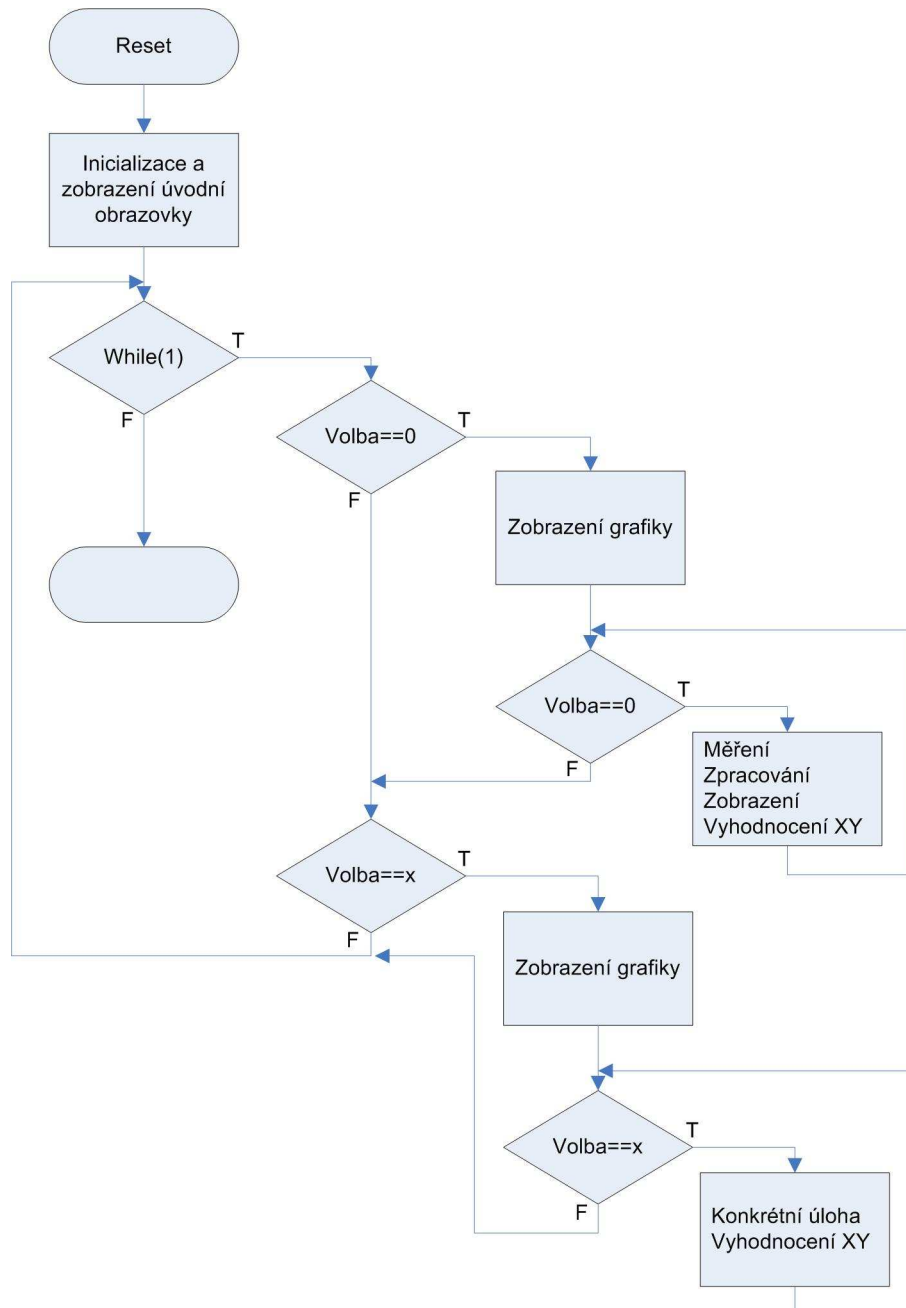 Reset
Inicializace a
zobrazení úvodní
obrazovky
While(1)
T
F
Volba==0
T
F
Zobrazení grafiky
Volba==0
T
F
Měření
Zpracování
Zobrazení
Vyhodnocení XY
Volba==x
T
F
Zobrazení grafiky
Volba==x
T
F
Konkrétní úloha
Vyhodnocení XY